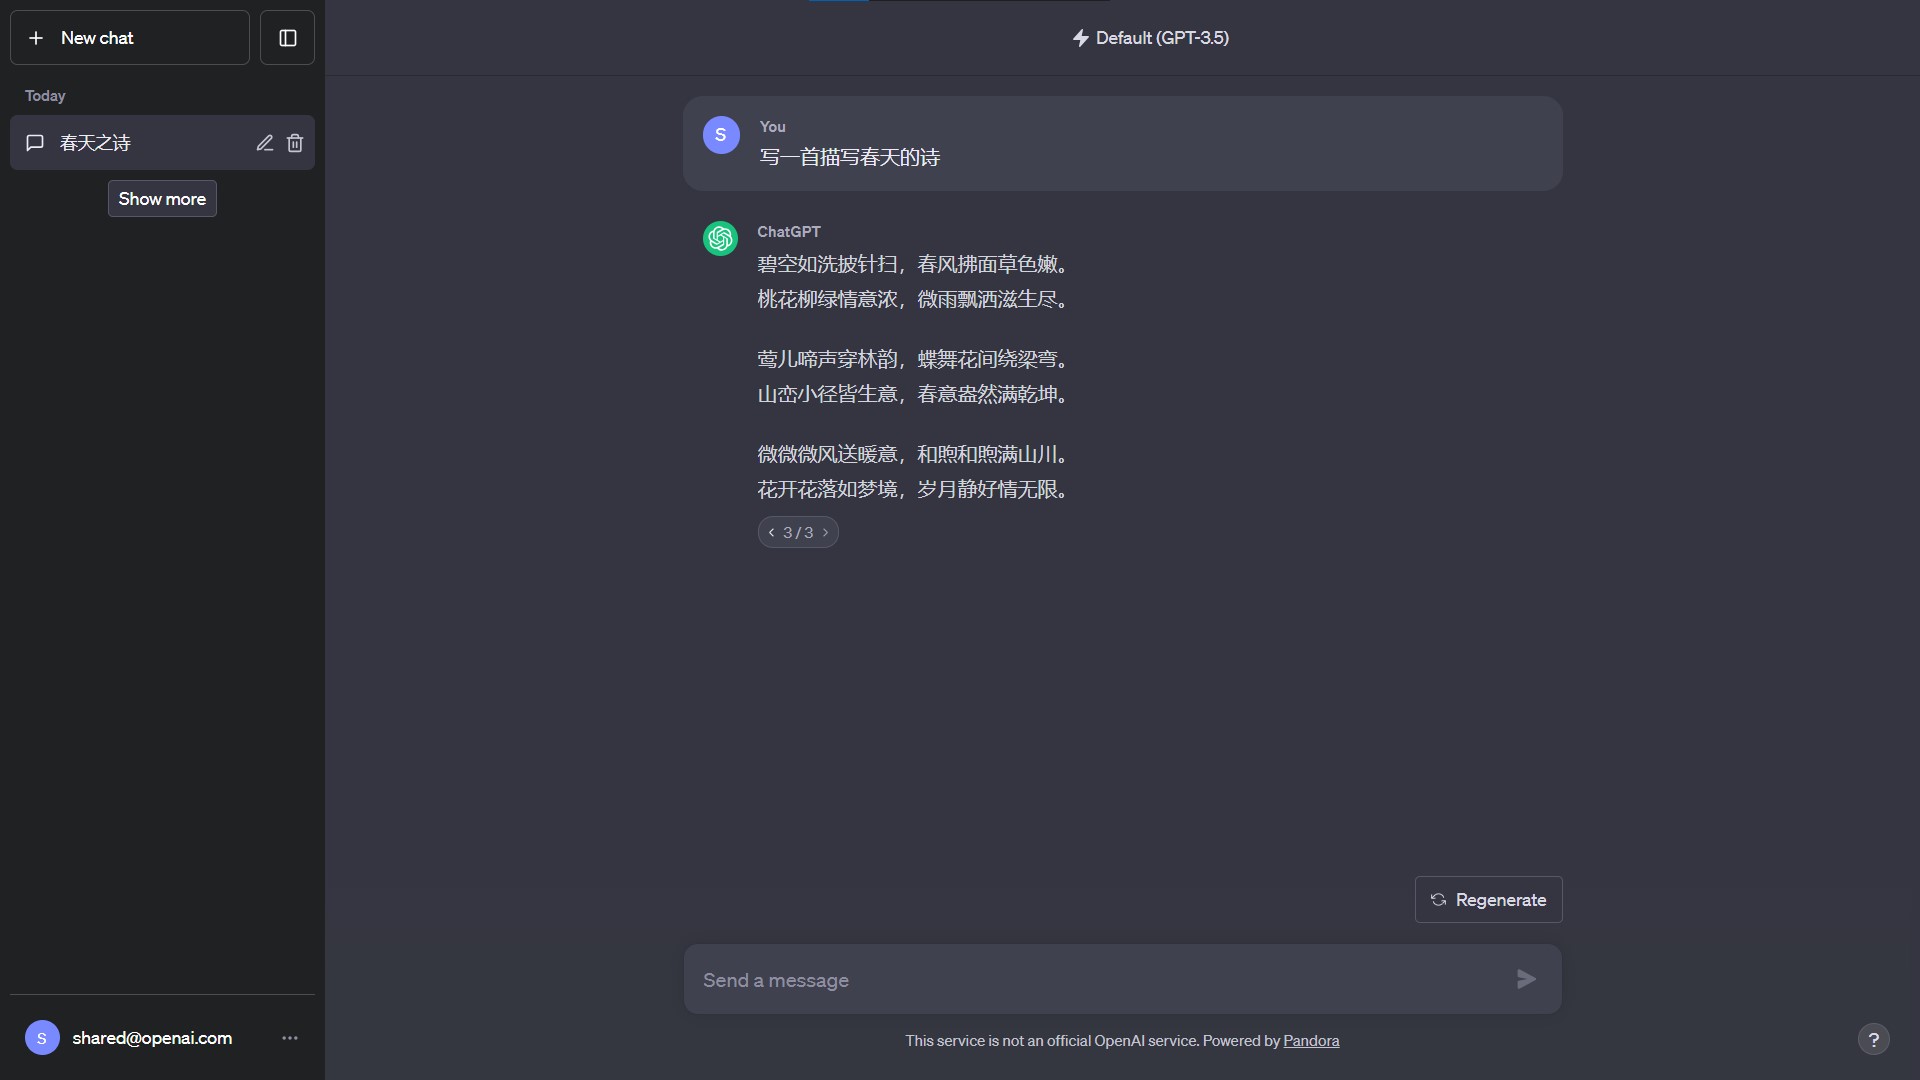 New chat
Today
春天之诗
Show more
shared@openai.com
S
Default (GPT-3.5)
S
You
写一首描写春天的诗
ChatGPT
碧空如洗披针扫，春风拂面草色嫩。
桃花柳绿情意浓，微雨飘洒滋生尽。
莺儿啼声穿林韵，蝶舞花间绕梁弯。
山峦小径皆生意，春意盎然满乾坤。
微微微风送暖意，和煦和煦满山川。
花开花落如梦境，岁月静好情无限。
3 / 3
Regenerate
Send a message
This service is not an official OpenAI service. Powered by Pandora
?